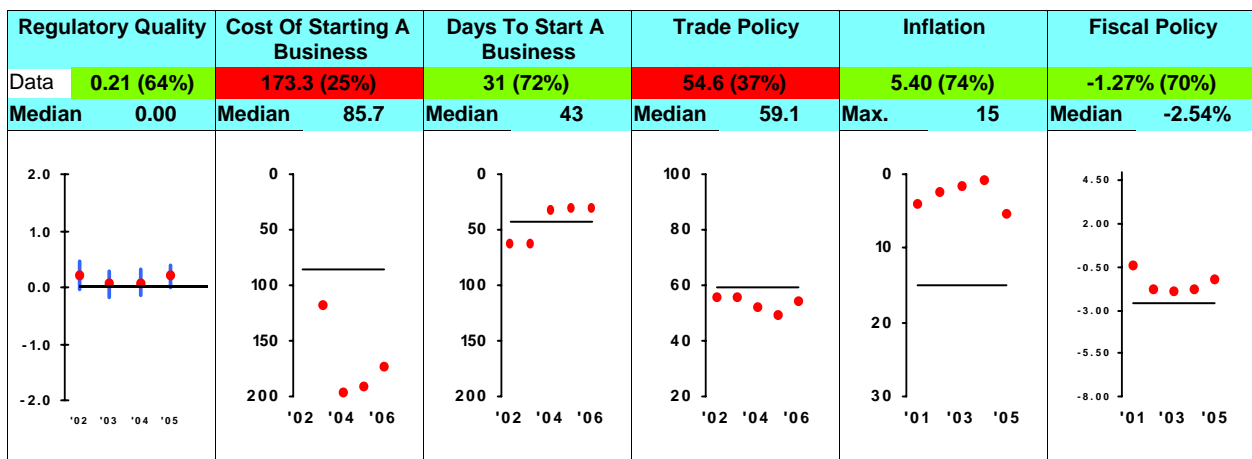 Regulatory Quality
Cost Of Starting A Business
Days To Start A Business
Trade Policy
Inflation
Fiscal Policy
Data 0.21 (64%) 173.3 (25%) 31 (72%) 54.6 (37%) 5.40 (74%) -1.27% (70%)
Median 0.00 Median 85.7 Median 43 Median 59.1 Max. 15 Median -2.54%
2.0
1.0
0.0
-1.0
-2.0
'02 '03 '04 '05
0
50
100
150
200
'02 '04 '06
0
50
100
150
200
'02 '04 '06
100
80
60
40
20
'02 '04 '06
0
10
20
30
'01 '03 '05
4.50
2.00
-0.50
-3.00
-5.50
-8.00
'01 '03 '05